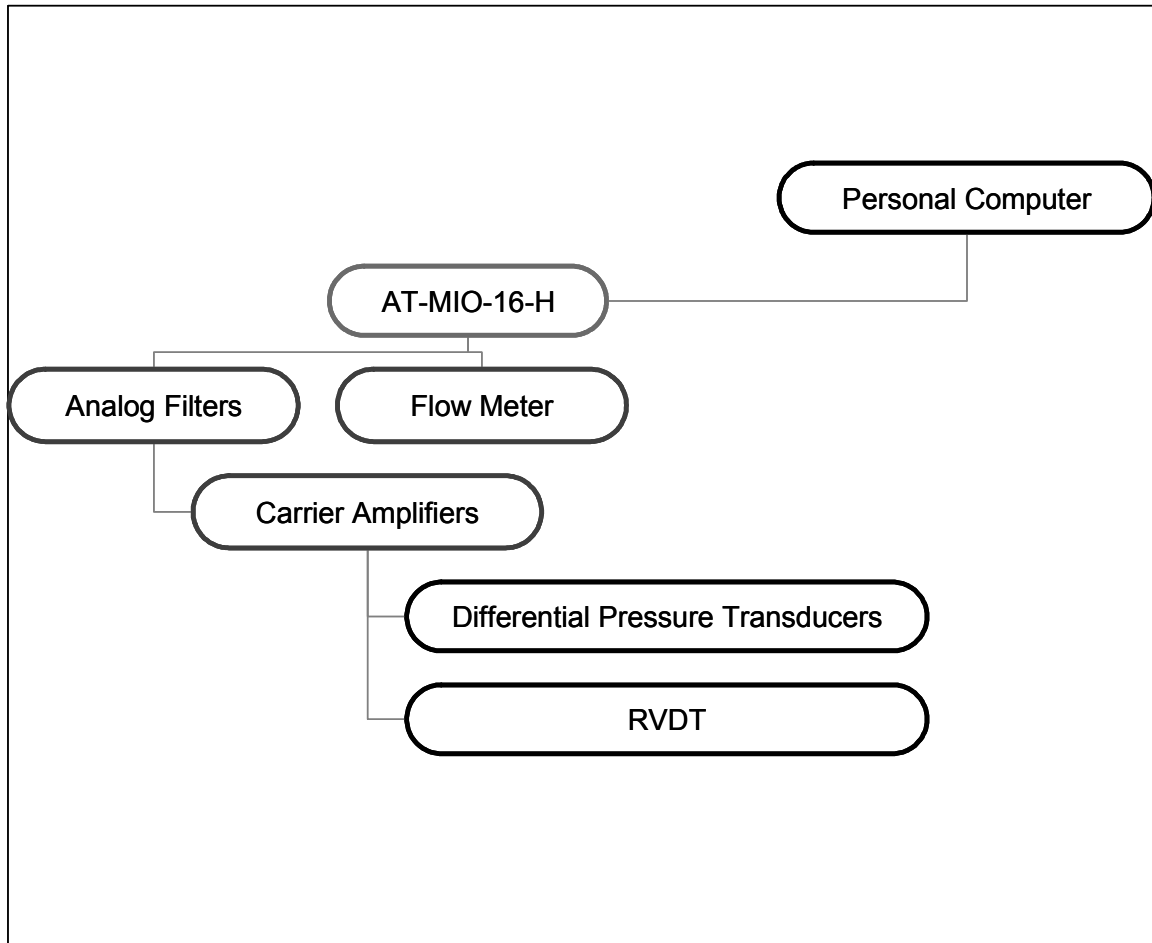 Personal Computer
AT-MIO-16-H
Analog Filters
Flow Meter
Carrier Amplifiers
Differential Pressure Transducers
RVDT